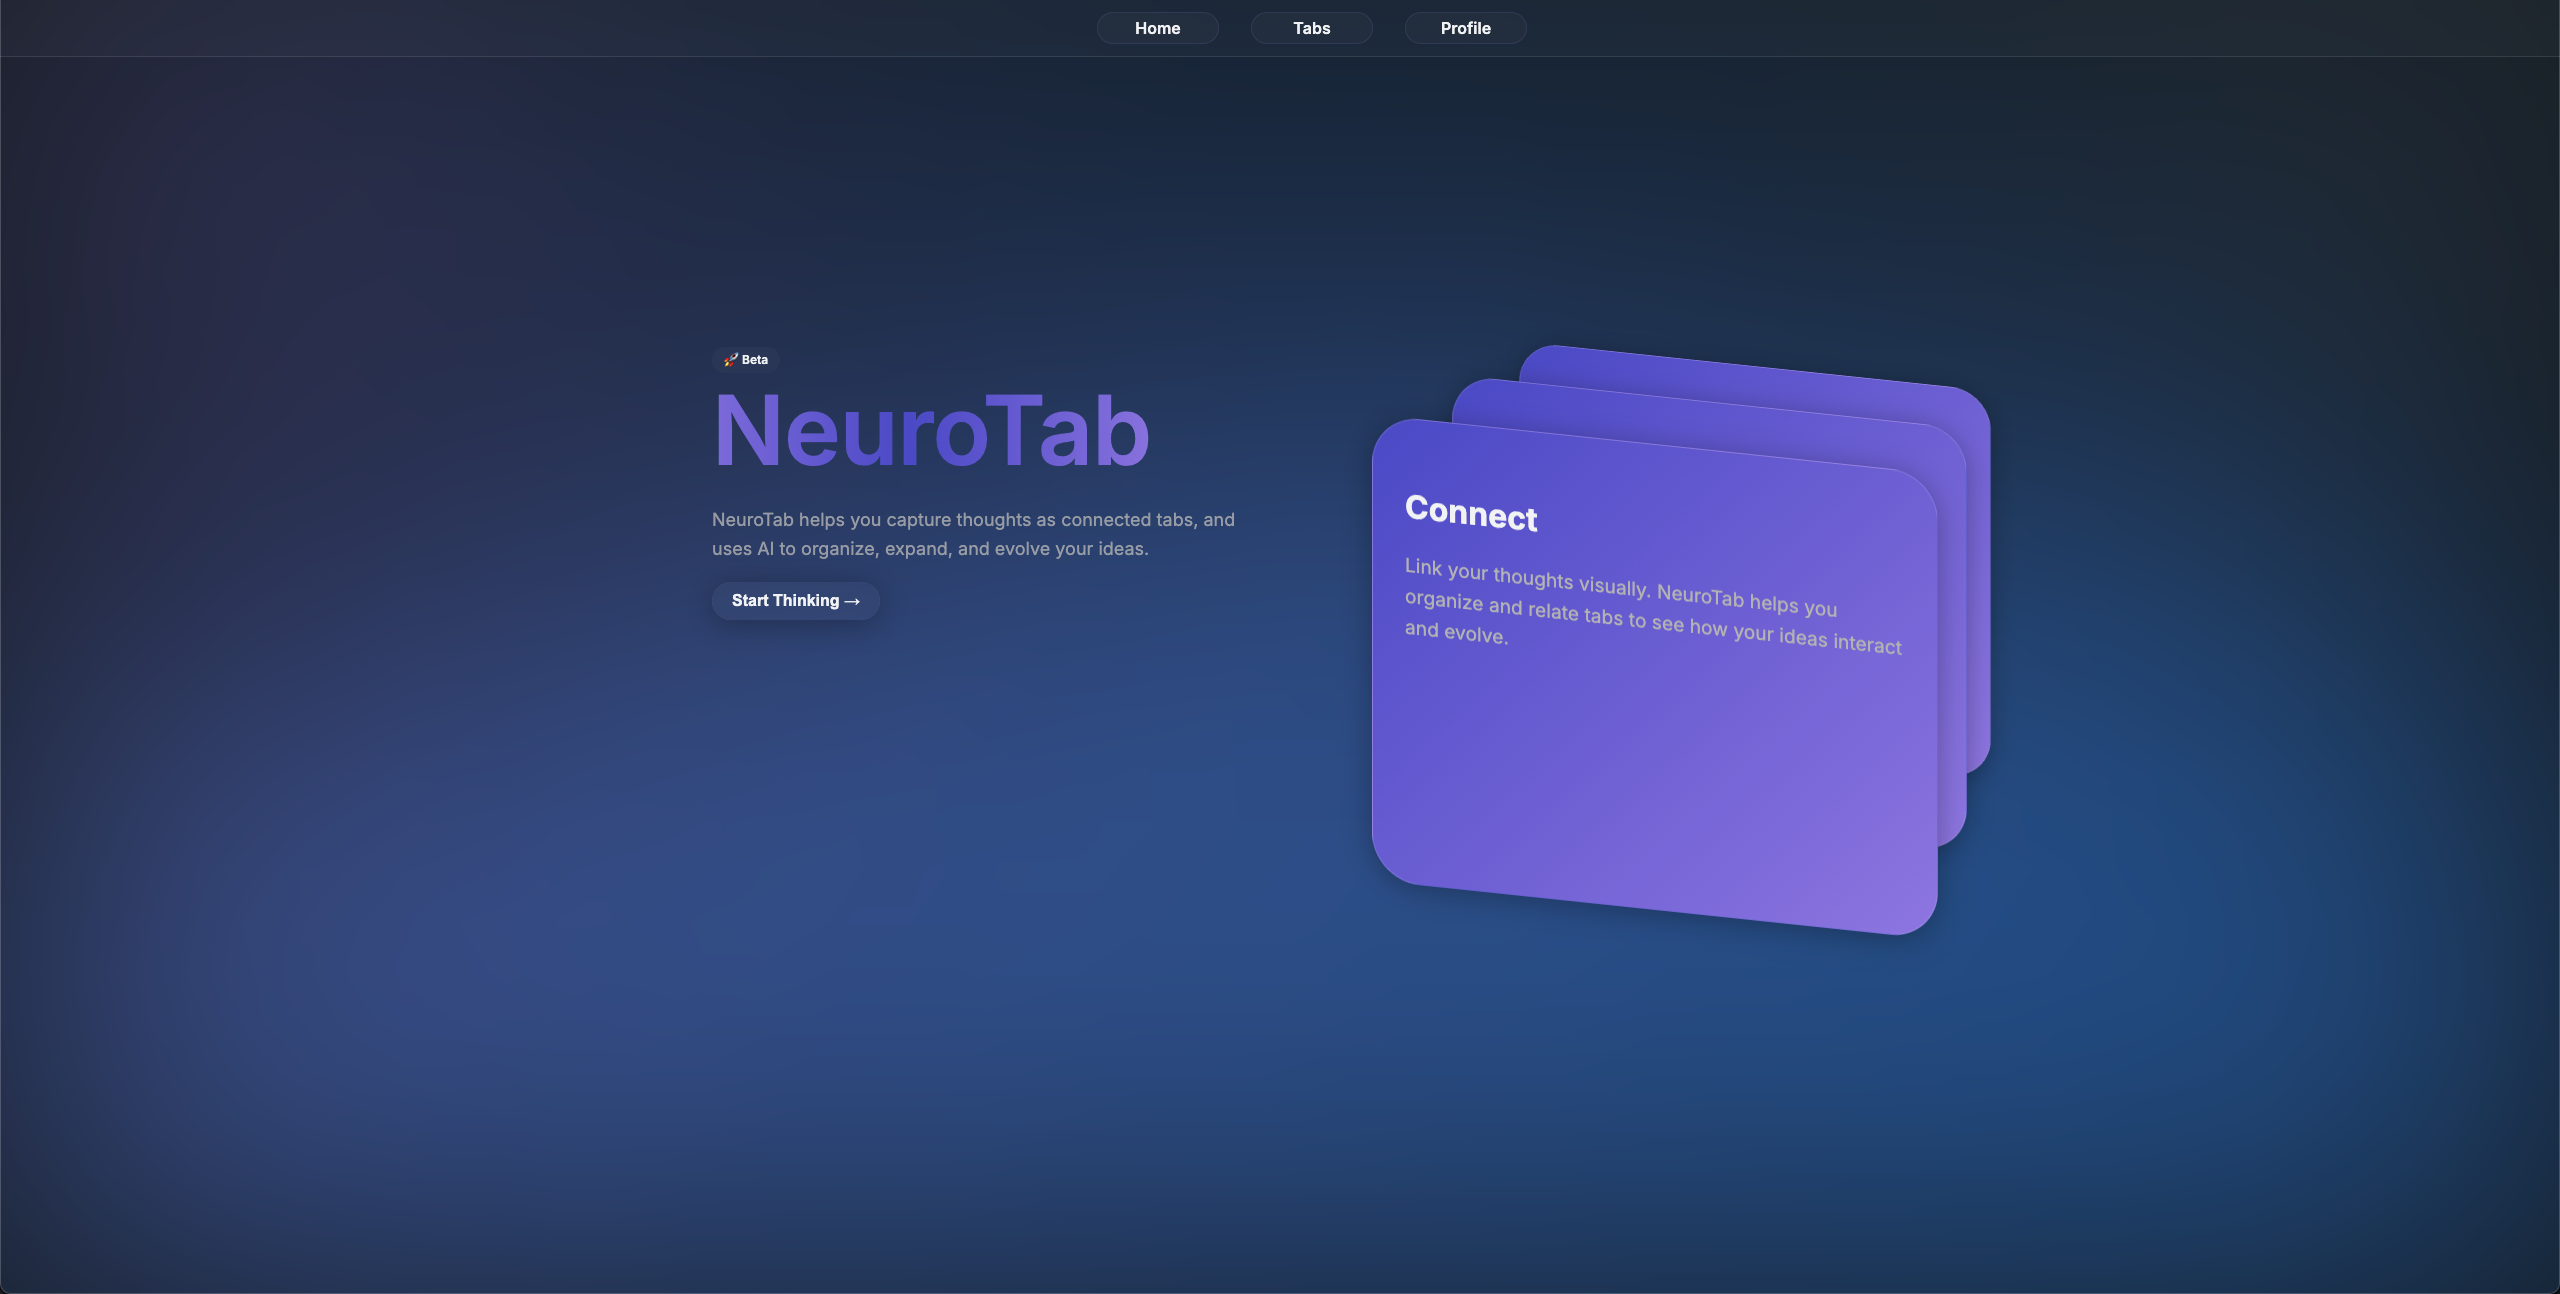 Home
Tabs
Profile
🚀 Beta
NeuroTab
NeuroTab helps you capture thoughts as connected tabs, and
uses AI to organize, expand, and evolve your ideas.
Start Thinking →
Connect
Link your thoughts visually. NeuroTab helps you
organize and relate tabs to see how your ideas interact
and evolve.